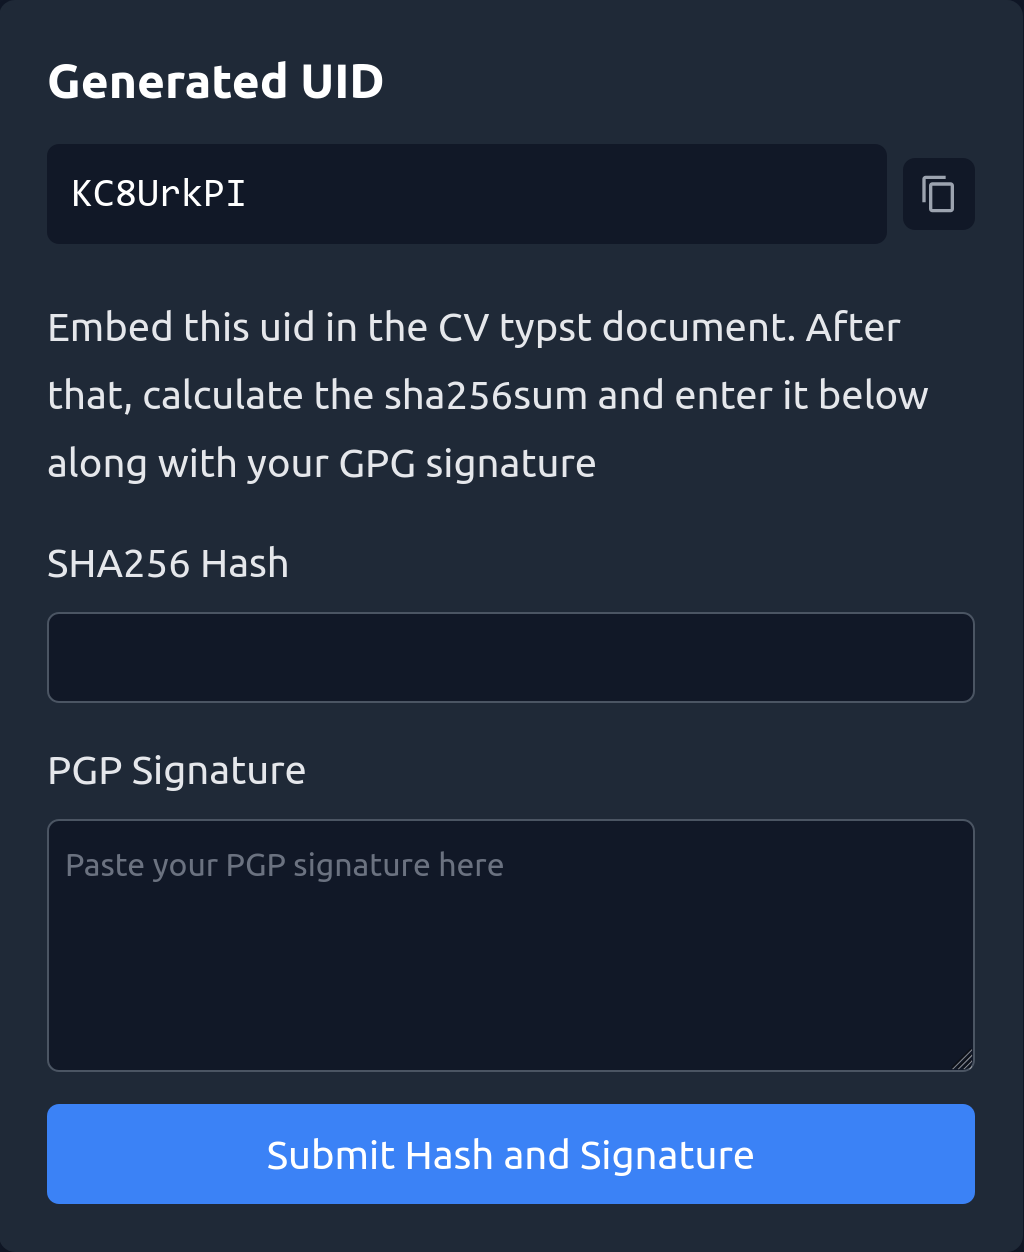 Generated UID
KC8UrkPI
Embed this uid in the CV typst document. After
that, calculate the sha256sum and enter it below
along with your GPG signature
SHA256 Hash
PGP Signature
Paste your PGP signature here
Submit Hash and Signature